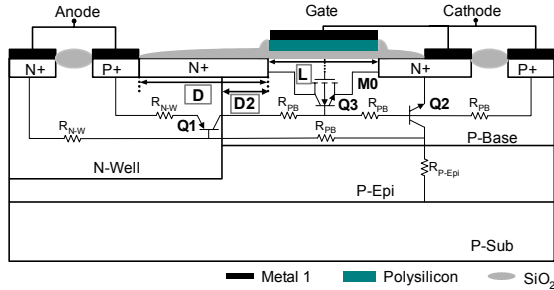 Anode
Gate
Cathode
N+
P+
N+
L
M0
N+
P+
D
D2
Q3
R_N-W
Q1
R_PB
R_PB
Q2
R_PB
R_N-W
R_PB
P-Base
N-Well
R_P-Epi
P-Epi
P-Sub
Metal 1
Polysilicon
SiO2